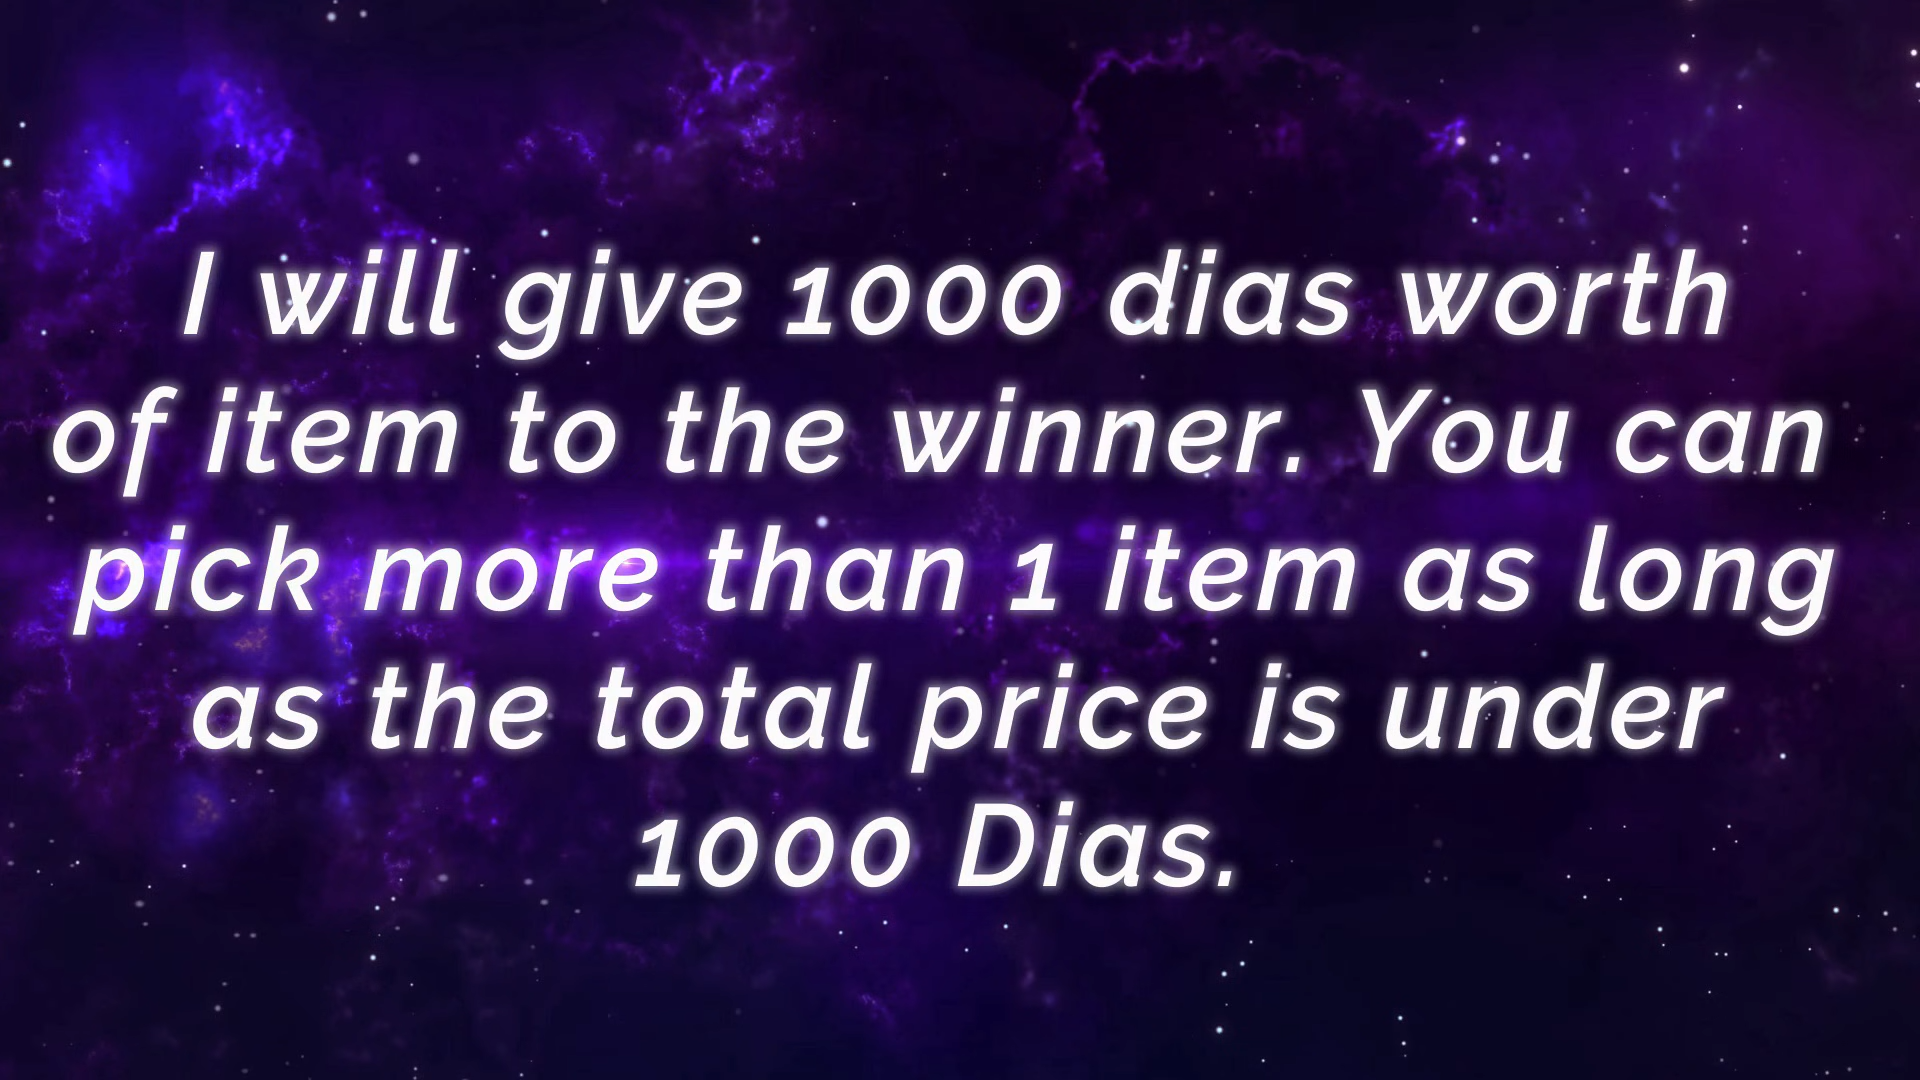 I will give 1000 dias worth
of item to the winner. You can
pick more than 1 item as long
as the total price is under
1000 Dias.